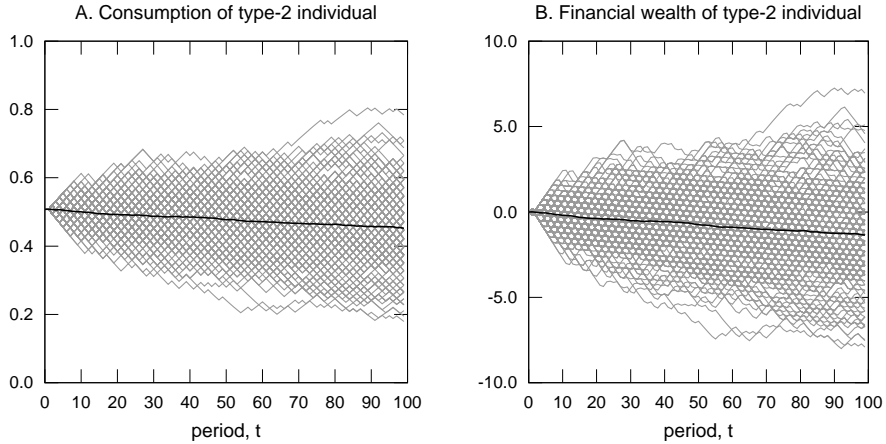 A. Consumption of type-2 individual
1.0
0.8
0.6
0.4
0.2
0.0
0 10 20 30 40 50 60 70 80 90 100
period, t
B. Financial wealth of type-2 individual
10.0
5.0
0.0
-5.0
-10.0
0 10 20 30 40 50 60 70 80 90 100
period, t